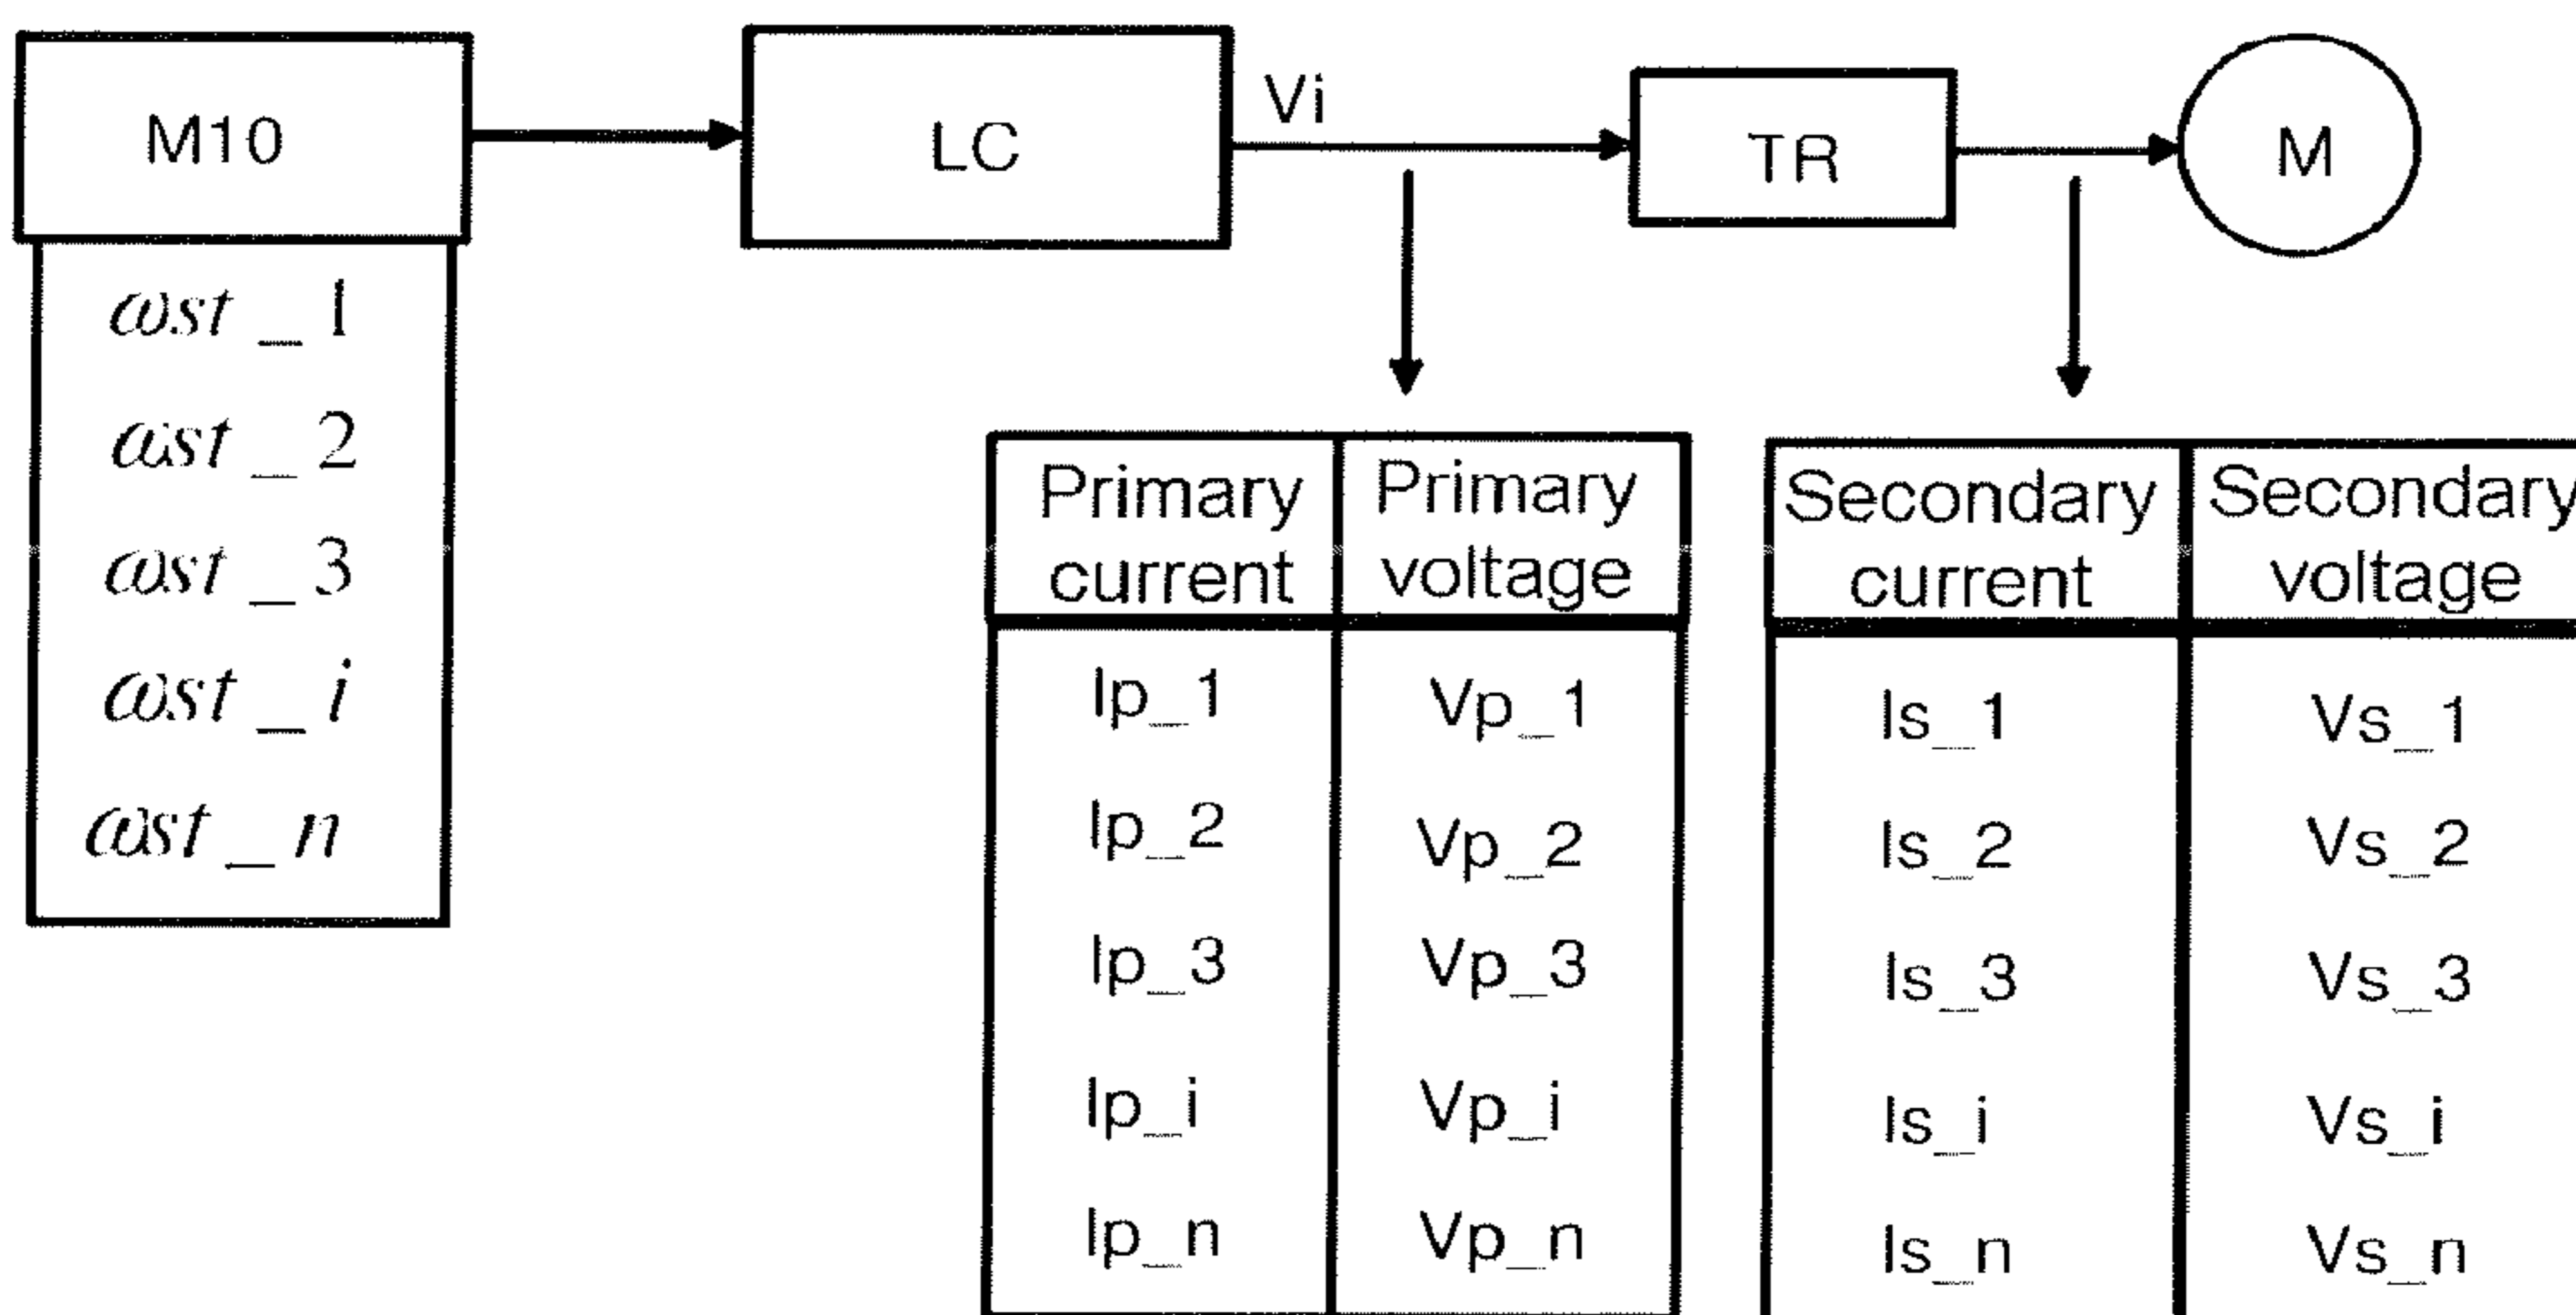 M10
LC
Vi
TR
M
ωst_1
ωst_2
ωst_3
ωst_i
ωst_n
Primary current
Primary voltage
Ip_1
Vp_1
Ip_2
Vp_2
Ip_3
Vp_3
Ip_i
Vp_i
Ip_n
Vp_n
Secondary current
Secondary voltage
Is_1
Vs_1
Is_2
Vs_2
Is_3
Vs_3
Is_i
Vs_i
Is_n
Vs_n